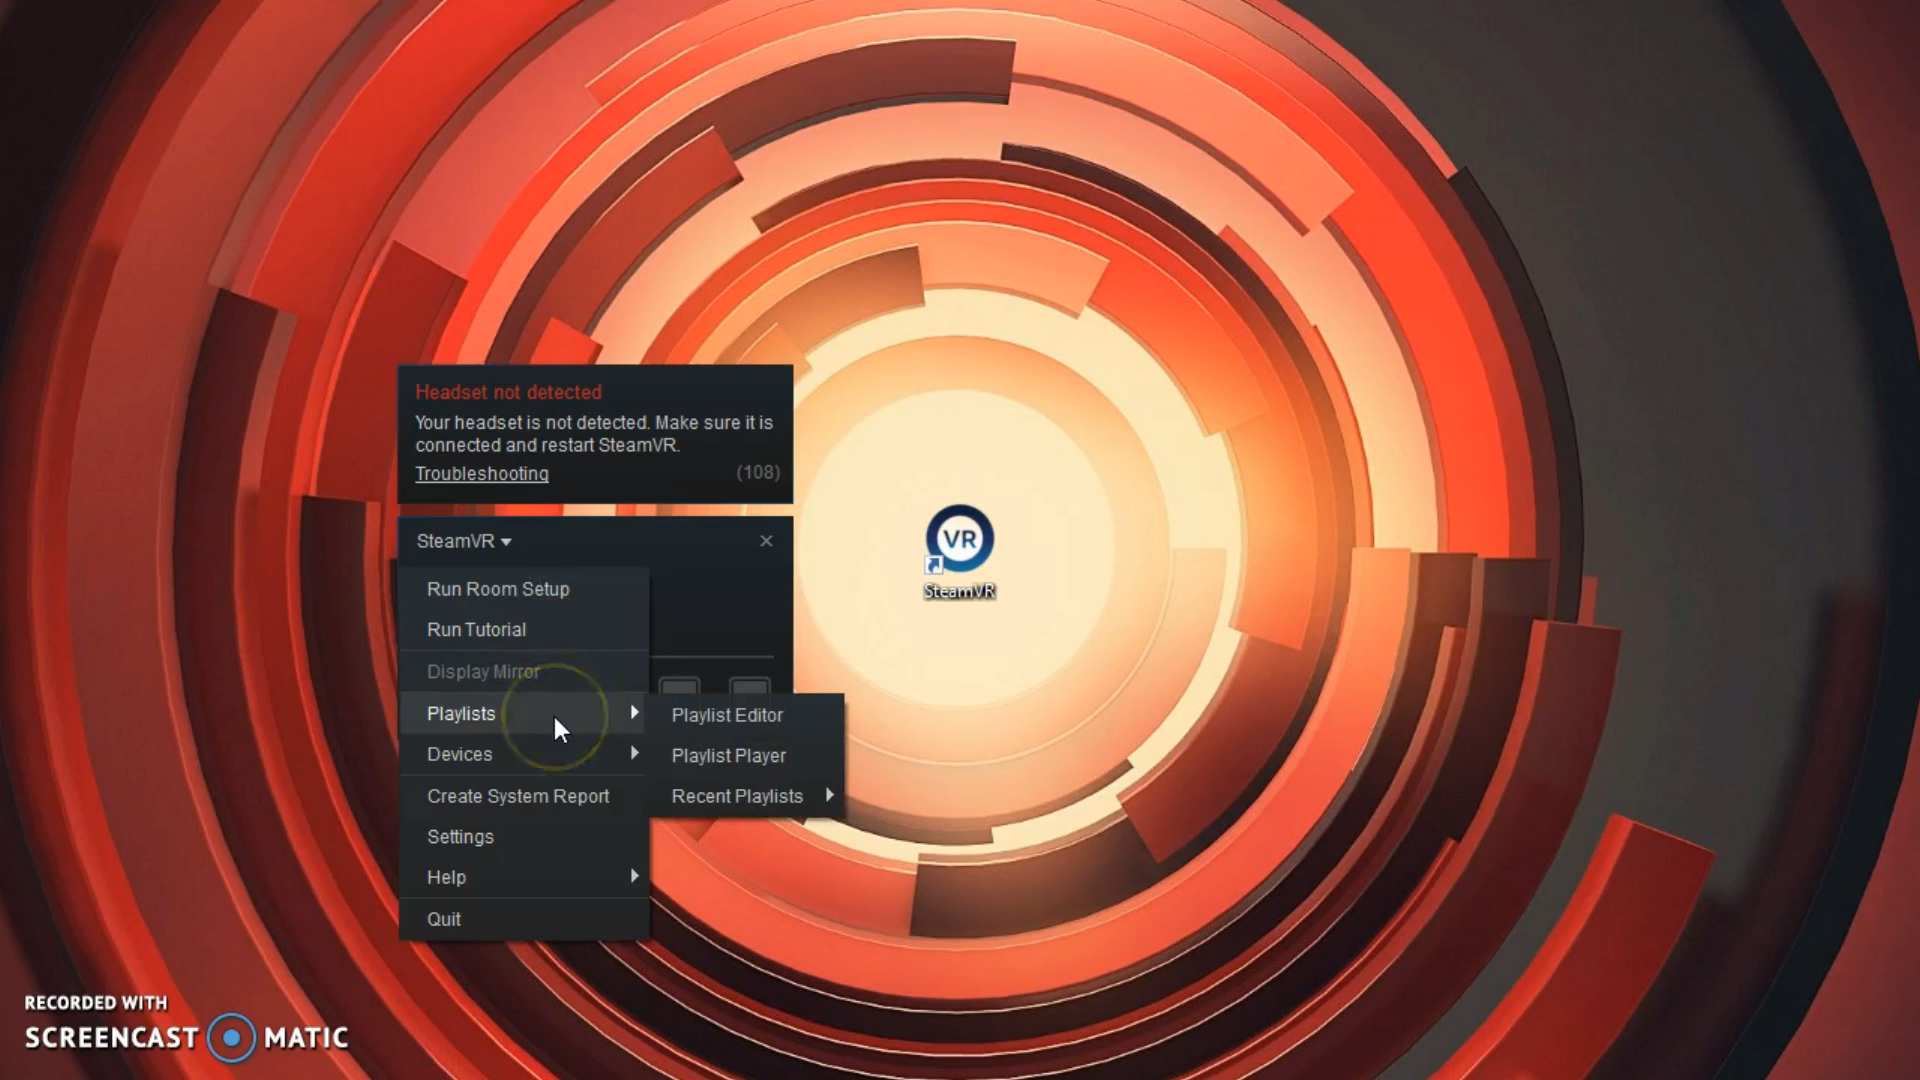 Headset not detected
Your headset is not detected. Make sure it is
connected and restart SteamVR.
Troubleshooting (108)
SteamVR
Run Room Setup
Run Tutorial
Display Mirror
Playlists
Devices
Create System Report
Settings
Help
Quit
Playlist Editor
Playlist Player
Recent Playlists
VR
SteamVR
RECORDED WITH
SCREENCAST MATIC